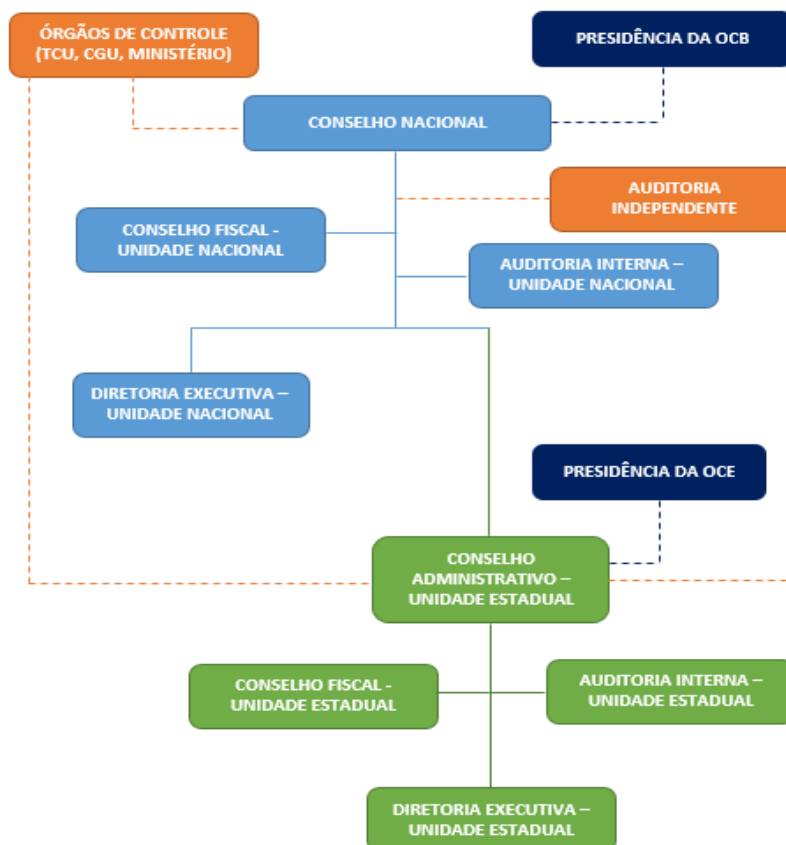 ÓRGÃOS DE CONTROLE
(TCU, CGU, MINISTÉRIO)
PRESIDÊNCIA DA OCB
CONSELHO NACIONAL
AUDITORIA
INDEPENDENTE
CONSELHO FISCAL -
UNIDADE NACIONAL
AUDITORIA INTERNA –
UNIDADE NACIONAL
DIRETORIA EXECUTIVA –
UNIDADE NACIONAL
PRESIDÊNCIA DA OCE
CONSELHO
ADMINISTRATIVO –
UNIDADE ESTADUAL
CONSELHO FISCAL -
UNIDADE ESTADUAL
AUDITORIA INTERNA –
UNIDADE ESTADUAL
DIRETORIA EXECUTIVA –
UNIDADE ESTADUAL